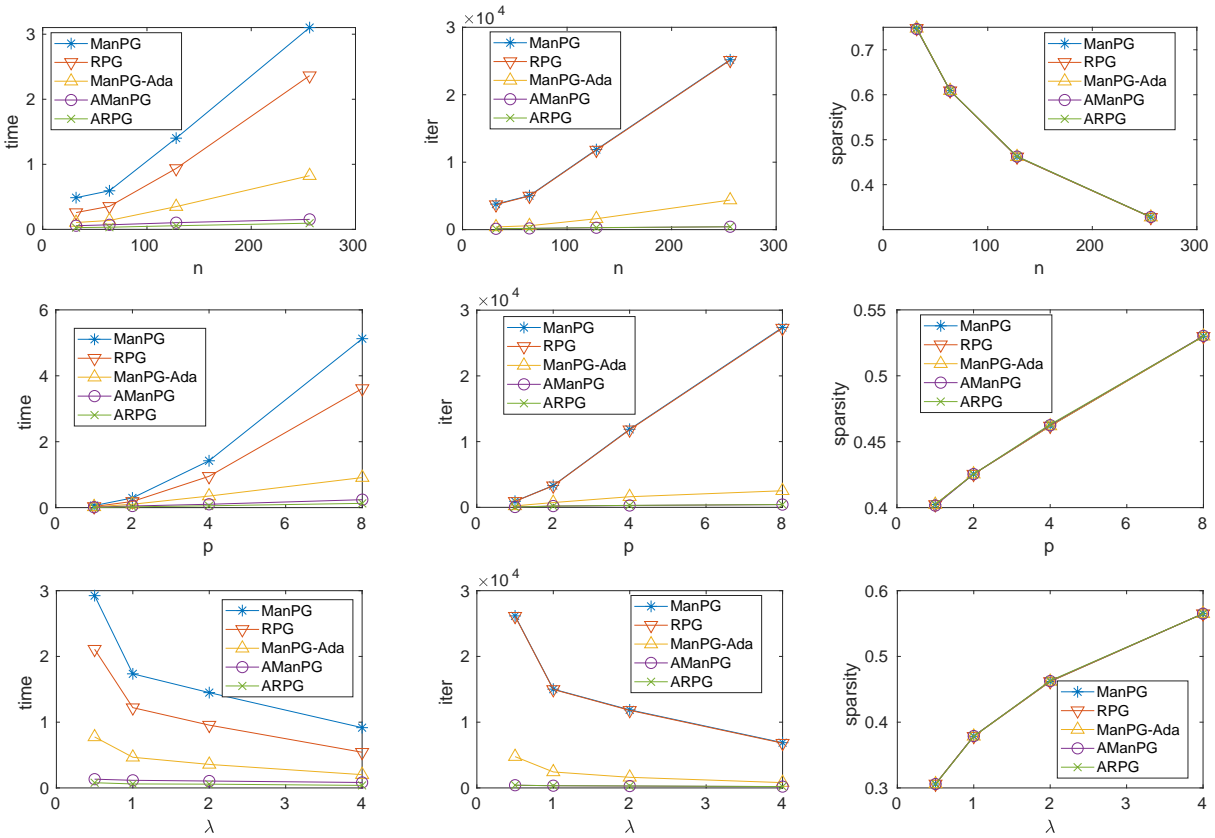 time
3
2
1
0
0
100
200
300
n
ManPG
RPG
ManPG-Ada
AManPG
ARPG
×10⁴
iter
3
2
1
0
0
100
200
300
n
ManPG
RPG
ManPG-Ada
AManPG
ARPG
sparsity
0.7
0.6
0.5
0.4
0
100
200
300
n
ManPG
RPG
ManPG-Ada
AManPG
ARPG
time
6
4
2
0
0
2
4
6
8
p
ManPG
RPG
ManPG-Ada
AManPG
ARPG
×10⁴
iter
3
2
1
0
0
2
4
6
8
p
ManPG
RPG
ManPG-Ada
AManPG
ARPG
sparsity
0.55
0.5
0.45
0.4
0
2
4
6
8
p
ManPG
RPG
ManPG-Ada
AManPG
ARPG
time
3
2
1
0
0
1
2
3
4
λ
ManPG
RPG
ManPG-Ada
AManPG
ARPG
×10⁴
iter
3
2
1
0
0
1
2
3
4
λ
ManPG
RPG
ManPG-Ada
AManPG
ARPG
sparsity
0.6
0.5
0.4
0.3
0
1
2
3
4
λ
ManPG
RPG
ManPG-Ada
AManPG
ARPG